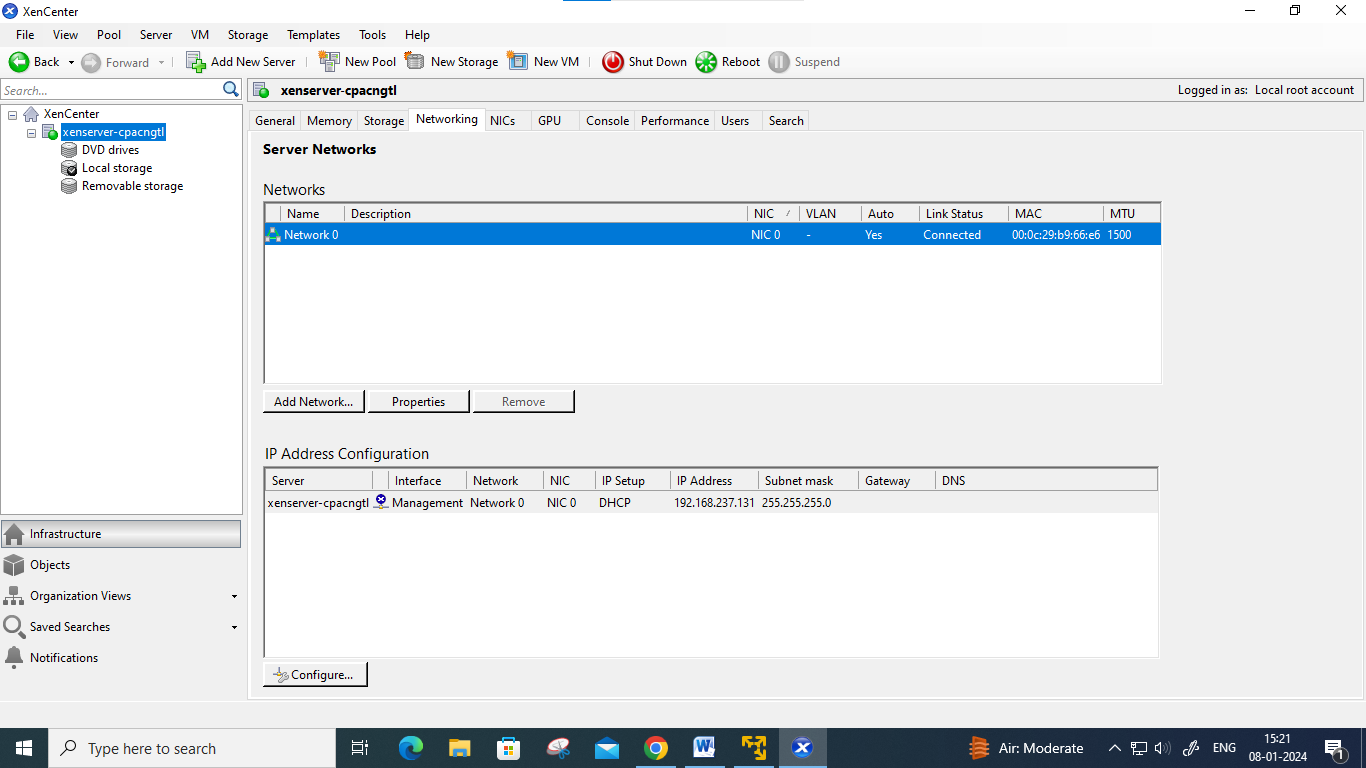 XenCenter
File View Pool Server VM Storage Templates Tools Help
Back Forward Add New Server New Pool New Storage New VM Shut Down Reboot Suspend
Search...
xenserver-cpacngtl Logged in as: Local root account
XenCenter
xenserver-cpacngtl
DVD drives
Local storage
Removable storage
General Memory Storage Networking NICs GPU Console Performance Users Search
Server Networks
Networks
Name Description NIC VLAN Auto Link Status MAC MTU
Network 0 NIC 0 - Yes Connected 00:0c:29:b9:66:e6 1500
Add Network... Properties Remove
IP Address Configuration
Server Interface Network NIC IP Setup IP Address Subnet mask Gateway DNS
xenserver-cpacngtl Management Network 0 NIC 0 DHCP 192.168.237.131 255.255.255.0
Configure...
Infrastructure
Objects
Organization Views
Saved Searches
Notifications
Type here to search
Air: Moderate
ENG
15:21
08-01-2024
1